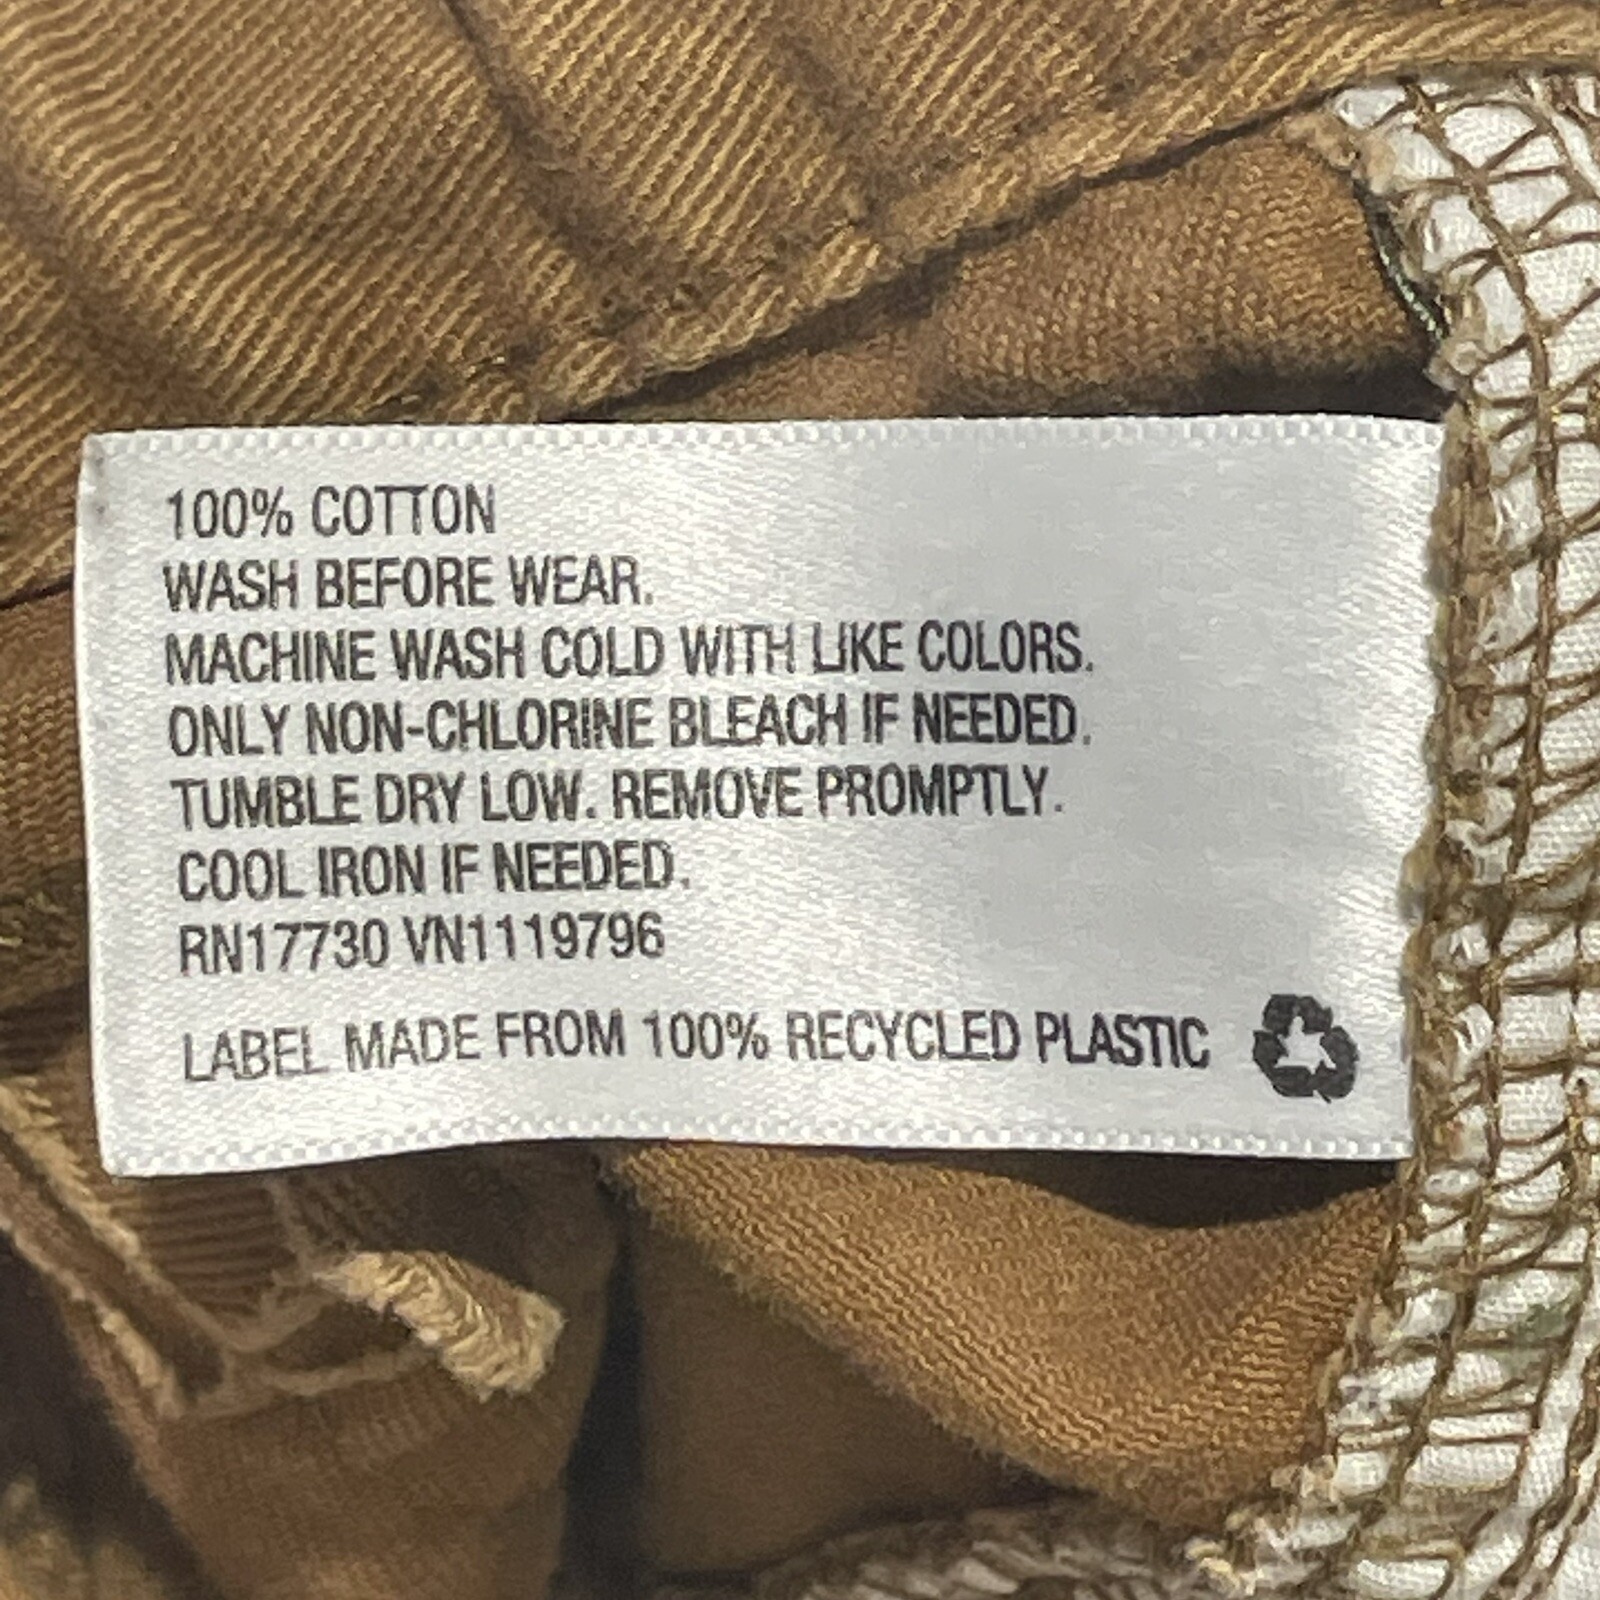 100% COTTON
WASH BEFORE WEAR.
MACHINE WASH COLD WITH LIKE COLORS.
ONLY NON-CHLORINE BLEACH IF NEEDED.
TUMBLE DRY LOW. REMOVE PROMPTLY.
COOL IRON IF NEEDED.
RN17730 VN1119796
LABEL MADE FROM 100% RECYCLED PLASTIC